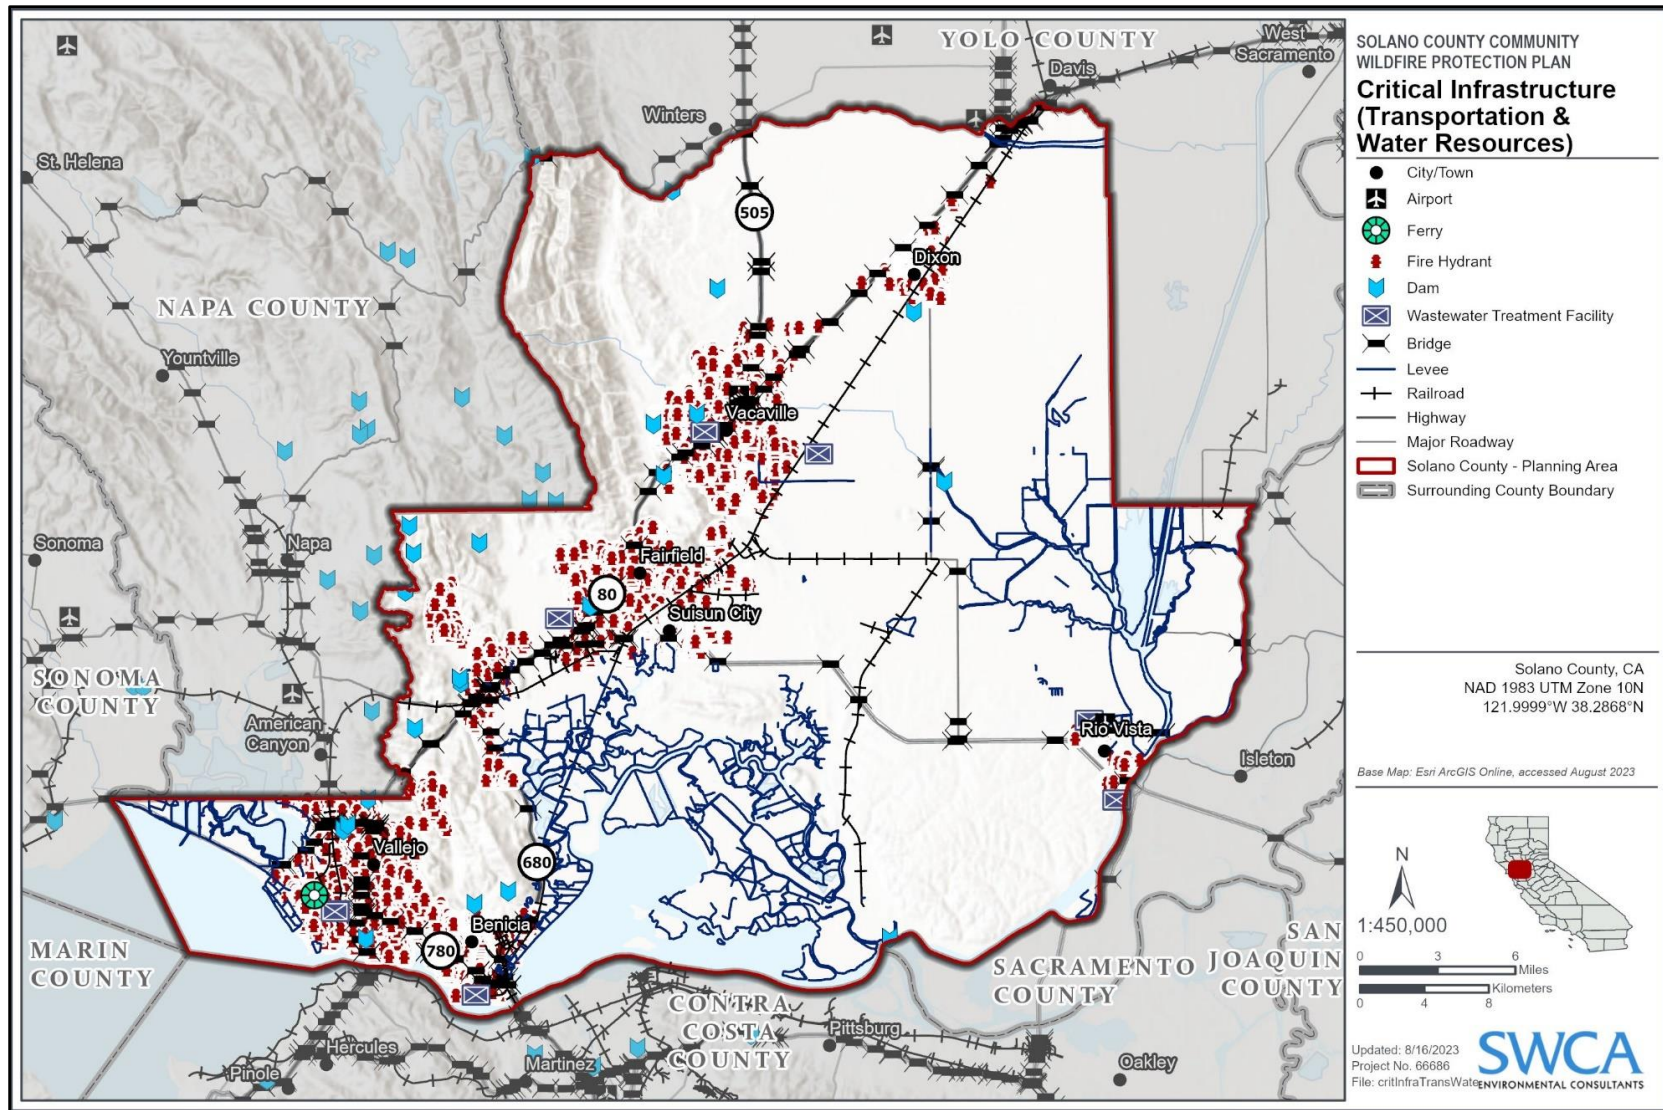 SOLANO COUNTY COMMUNITY
WILDFIRE PROTECTION PLAN
Critical Infrastructure
(Transportation &
Water Resources)
City/Town
Airport
Ferry
Fire Hydrant
Dam
Wastewater Treatment Facility
Bridge
Levee
Railroad
Highway
Major Roadway
Solano County - Planning Area
Surrounding County Boundary
Solano County, CA
NAD 1983 UTM Zone 10N
121.9999°W 38.2868°N
Base Map: Esri ArcGIS Online, accessed August 2023
N
1:450,000
0 3 6
Miles
Kilometers
0 4 8
Updated: 8/16/2023
Project No. 66686
File: critInfraTransWate
SWCA
ENVIRONMENTAL CONSULTANTS
YOLO COUNTY
West
Sacramento
Davis
Winters
St. Helena
505
Dixon
NAPA COUNTY
Yountville
Vacaville
Sonoma
Napa
Fairfield
80
Suisun City
SONOMA
COUNTY
American
Canyon
Rio Vista
Isleton
Vallejo
680
Benicia
780
MARIN
COUNTY
SACRAMENTO
COUNTY
SAN
JOAQUIN
COUNTY
CONTRA
COSTA
COUNTY
Hercules
Pinole
Martinez
Pittsburg
Oakley